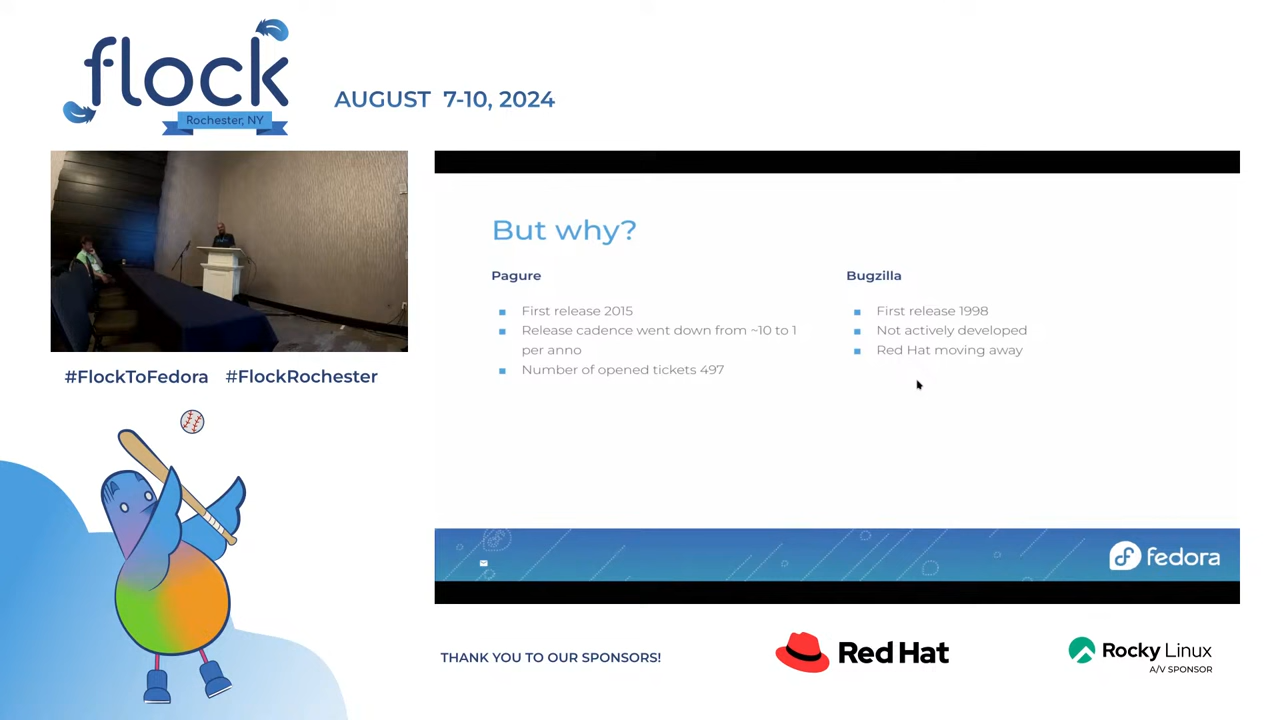 flock
Rochester, NY
AUGUST 7-10, 2024
#FlockToFedora #FlockRochester
But why?
Pagure
■ First release 2015
■ Release cadence went down from ~10 to 1
per anno
■ Number of opened tickets 497
Bugzilla
■ First release 1998
■ Not actively developed
■ Red Hat moving away
fedora
THANK YOU TO OUR SPONSORS!
Red Hat
Rocky Linux
A/V SPONSOR